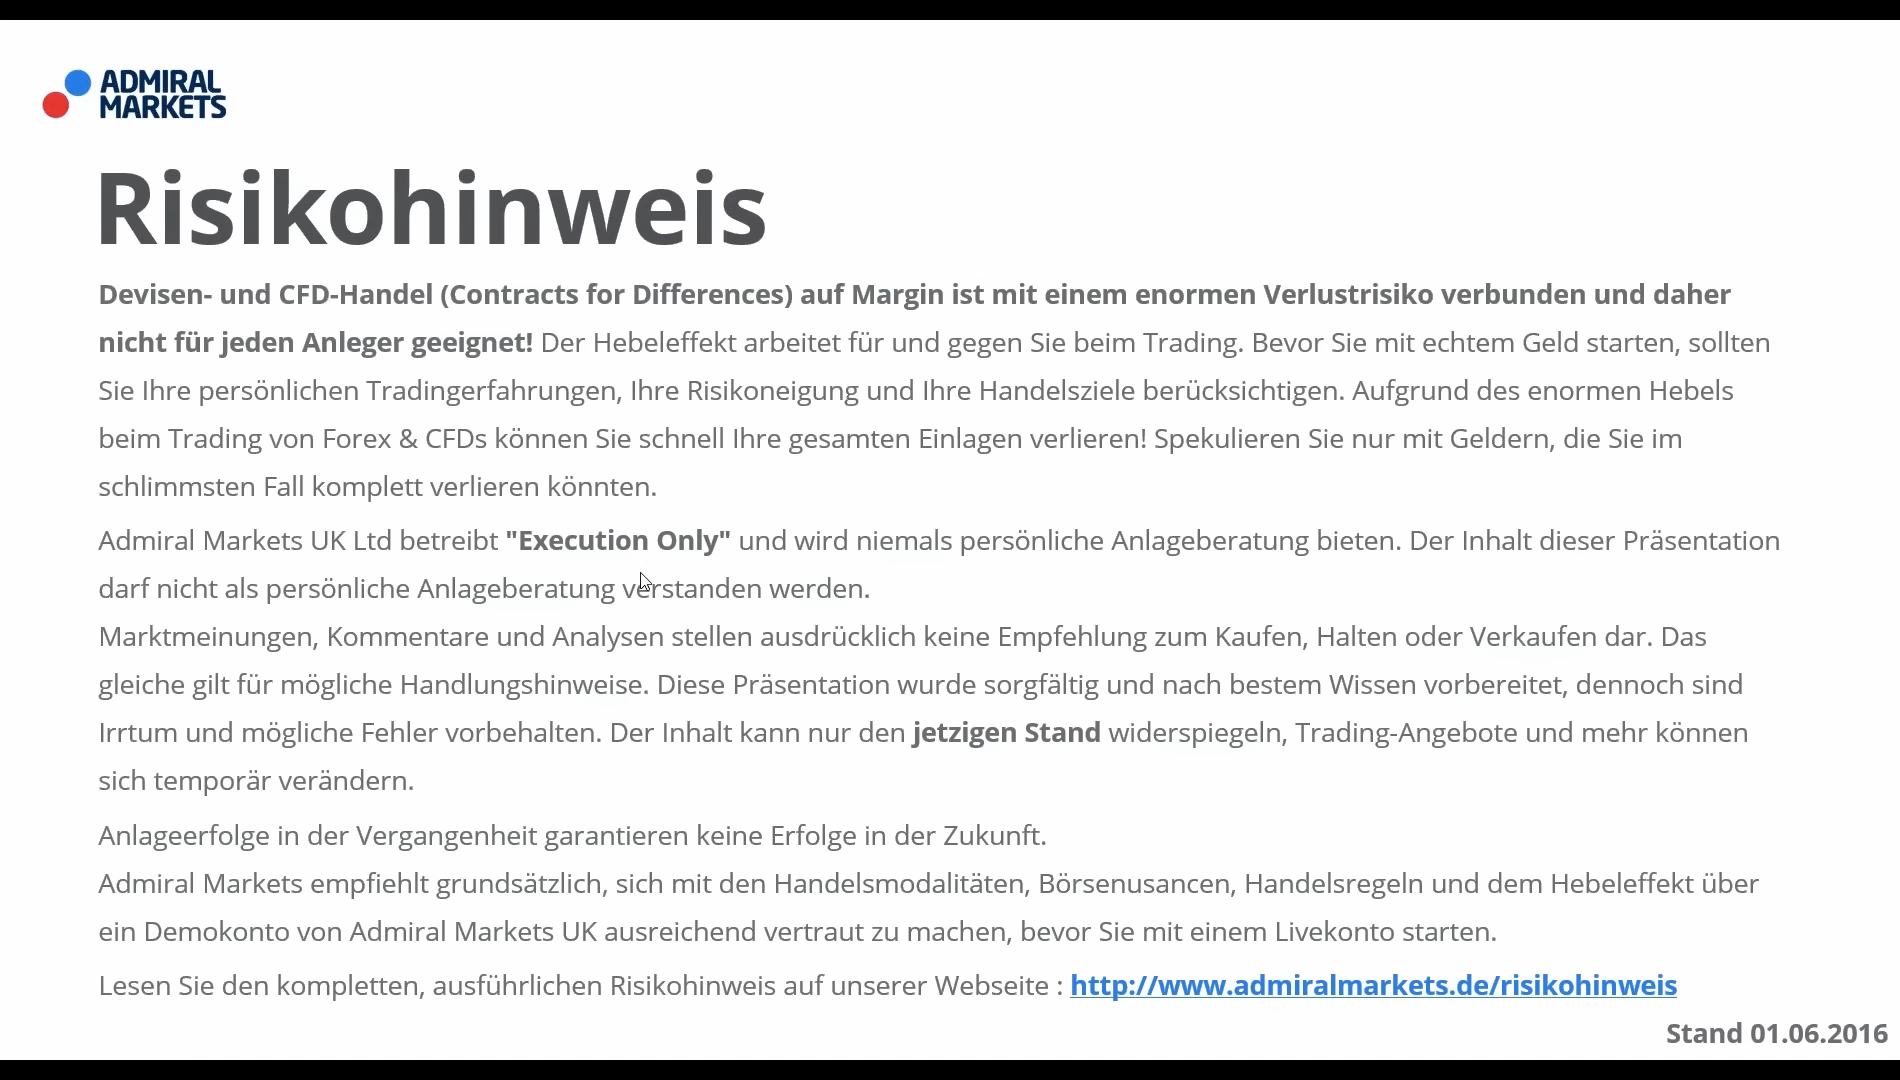 ADMIRAL
MARKETS
Risikohinweis
Devisen- und CFD-Handel (Contracts for Differences) auf Margin ist mit einem enormen Verlustrisiko verbunden und daher
nicht für jeden Anleger geeignet! Der Hebeleffekt arbeitet für und gegen Sie beim Trading. Bevor Sie mit echtem Geld starten, sollten
Sie Ihre persönlichen Tradingerfahrungen, Ihre Risikoneigung und Ihre Handelsziele berücksichtigen. Aufgrund des enormen Hebels
beim Trading von Forex & CFDs können Sie schnell Ihre gesamten Einlagen verlieren! Spekulieren Sie nur mit Geldern, die Sie im
schlimmsten Fall komplett verlieren könnten.
Admiral Markets UK Ltd betreibt "Execution Only" und wird niemals persönliche Anlageberatung bieten. Der Inhalt dieser Präsentation
darf nicht als persönliche Anlageberatung verstanden werden.
Marktmeinungen, Kommentare und Analysen stellen ausdrücklich keine Empfehlung zum Kaufen, Halten oder Verkaufen dar. Das
gleiche gilt für mögliche Handlungshinweise. Diese Präsentation wurde sorgfältig und nach bestem Wissen vorbereitet, dennoch sind
Irrtum und mögliche Fehler vorbehalten. Der Inhalt kann nur den jetzigen Stand widerspiegeln, Trading-Angebote und mehr können
sich temporär verändern.
Anlageerfolge in der Vergangenheit garantieren keine Erfolge in der Zukunft.
Admiral Markets empfiehlt grundsätzlich, sich mit den Handelsmodalitäten, Börsenusancen, Handelsregeln und dem Hebeleffekt über
ein Demokonto von Admiral Markets UK ausreichend vertraut zu machen, bevor Sie mit einem Livekonto starten.
Lesen Sie den kompletten, ausführlichen Risikohinweis auf unserer Webseite : http://www.admiralmarkets.de/risikohinweis
Stand 01.06.2016